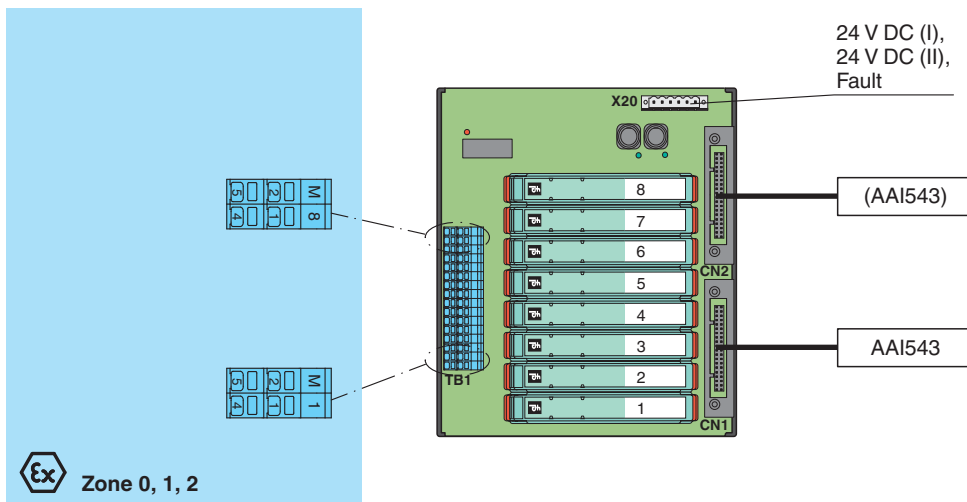 24 V DC (I),
24 V DC (II),
Fault
X20
8
(AAI543)
7
6
CN2
5
4
3
AAI543
TB1
2
1
CN1
5 2 M
4 1 8
5 2 M
4 1 1
Ex Zone 0, 1, 2